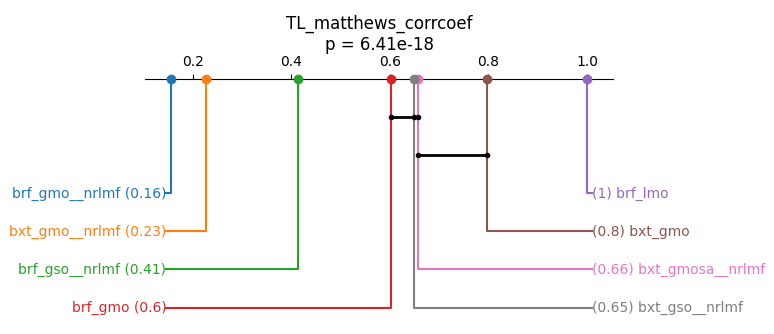 TL_matthews_corrcoef
p = 6.41e-18
0.2 0.4 0.6 0.8 1.0
brf_gmo__nrlmf (0.16) (1) brf_lmo
bxt_gmo__nrlmf (0.23) (0.8) bxt_gmo
brf_gso__nrlmf (0.41) (0.66) bxt_gmosa__nrlmf
brf_gmo (0.6) (0.65) bxt_gso__nrlmf